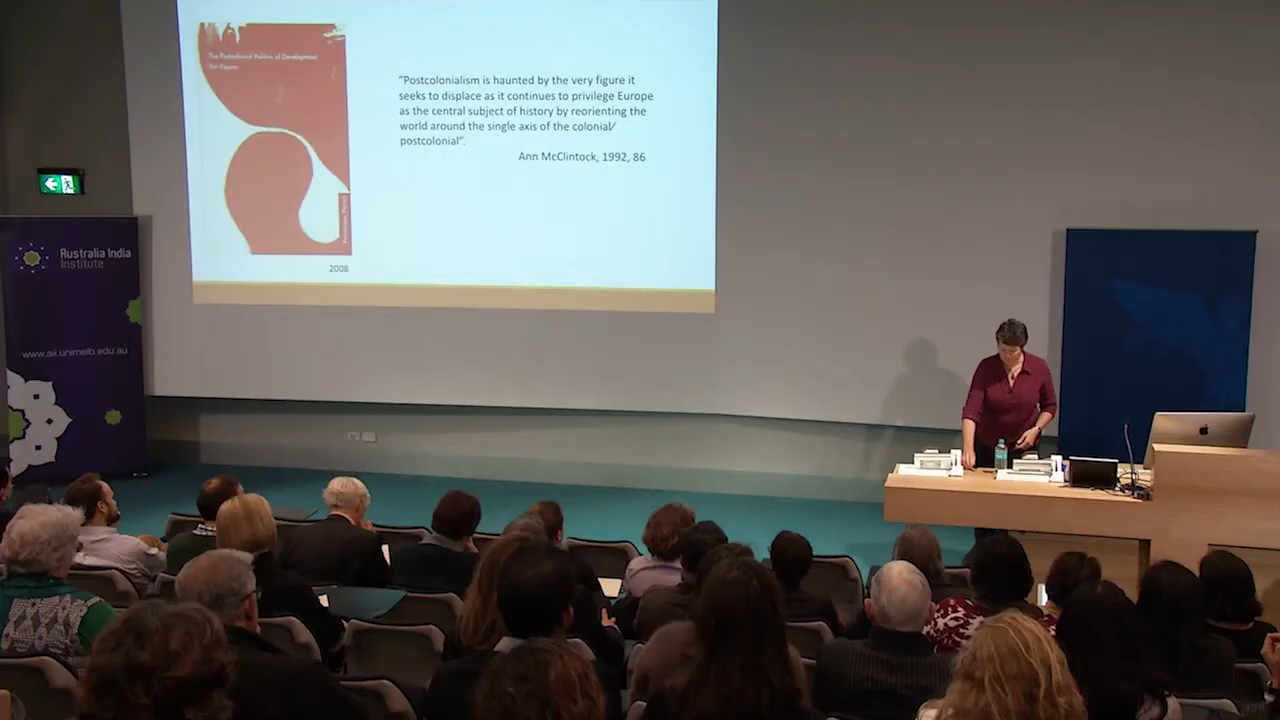 The Postcolonial Politics of Development
"Postcolonialism is haunted by the very figure it
seeks to displace as it continues to privilege Europe
as the central subject of history by reorienting the
world around the single axis of the colonial/
postcolonial".
Ann McClintock, 1992, 86
2008
Australia India
Institute
www.aii.unimelb.edu.au